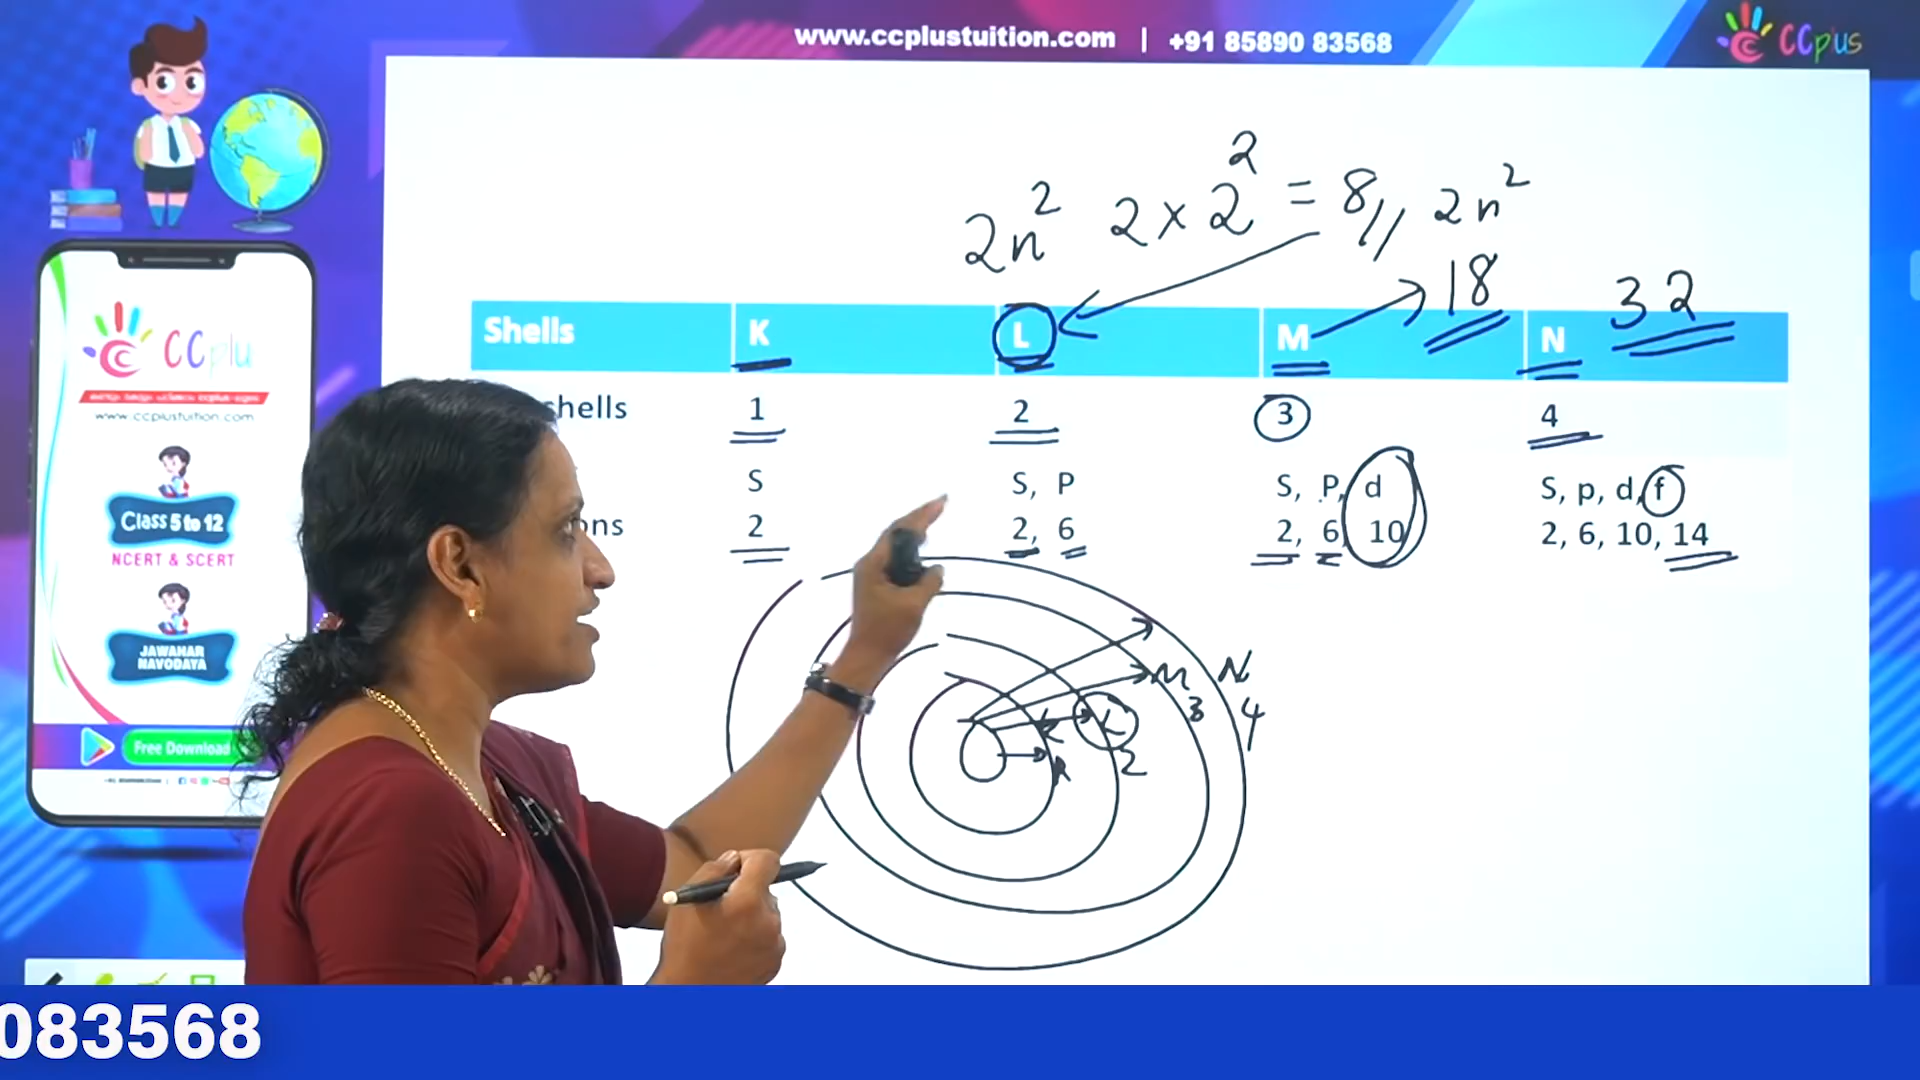 www.ccplustuition.com | +91 85890 83568
CCplus
2n² 2 × 2² = 8// 2n²
18
32
Shells K L M N
shells 1 2 3 4
S S, P S, P, d S, p, d, f
ons 2 2, 6 2, 6 10 2, 6, 10, 14
M N
3 4
K L
2
CCplu
www.ccplustuition.com
Class 5 to 12
NCERT & SCERT
JAWAHAR
NAVODAYA
Free Download
083568